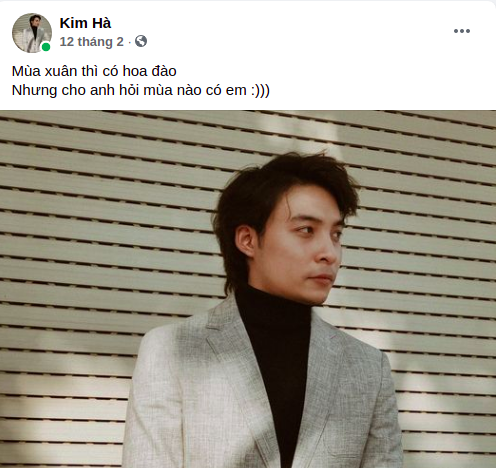 Kim Hà
12 tháng 2 ·
Mùa xuân thì có hoa đào
Nhưng cho anh hỏi mùa nào có em :)))